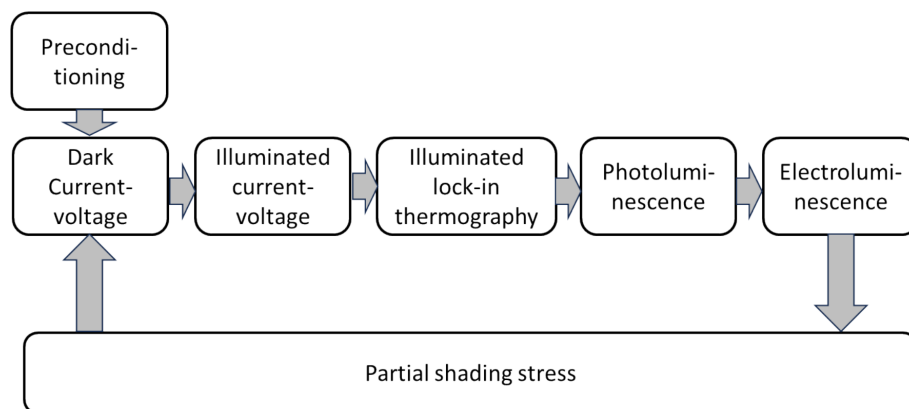 Precondi-
tioning
Dark
Current-
voltage
Illuminated
current-
voltage
Illuminated
lock-in
thermography
Photolumi-
nescence
Electrolumi-
nescence
Partial shading stress